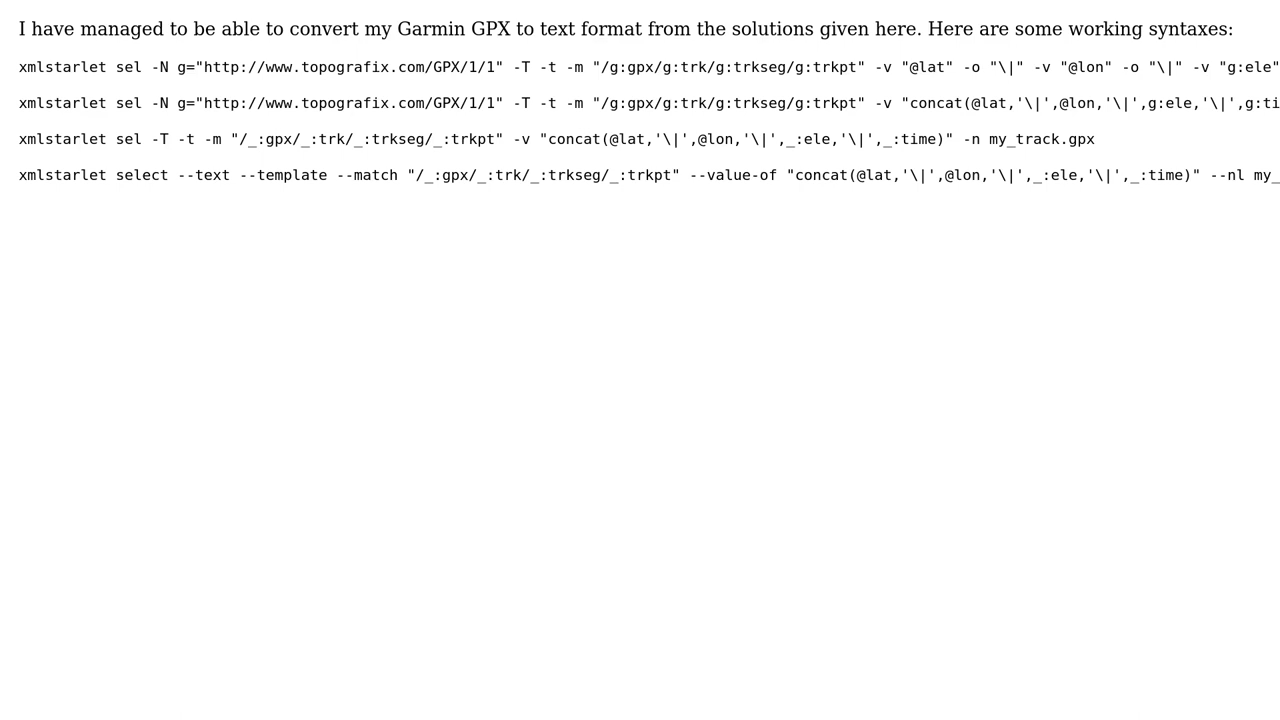 I have managed to be able to convert my Garmin GPX to text format from the solutions given here. Here are some working syntaxes:
xmlstarlet sel -N g="http://www.topografix.com/GPX/1/1" -T -t -m "/g:gpx/g:trk/g:trkseg/g:trkpt" -v "@lat" -o "\|" -v "@lon" -o "\|" -v "g:ele"
xmlstarlet sel -N g="http://www.topografix.com/GPX/1/1" -T -t -m "/g:gpx/g:trk/g:trkseg/g:trkpt" -v "concat(@lat,'\|',@lon,'\|',g:ele,'\|',g:ti
xmlstarlet sel -T -t -m "/_:gpx/_:trk/_:trkseg/_:trkpt" -v "concat(@lat,'\|',@lon,'\|',_:ele,'\|',_:time)" -n my_track.gpx
xmlstarlet select --text --template --match "/_:gpx/_:trk/_:trkseg/_:trkpt" --value-of "concat(@lat,'\|',@lon,'\|',_:ele,'\|',_:time)" --nl my_